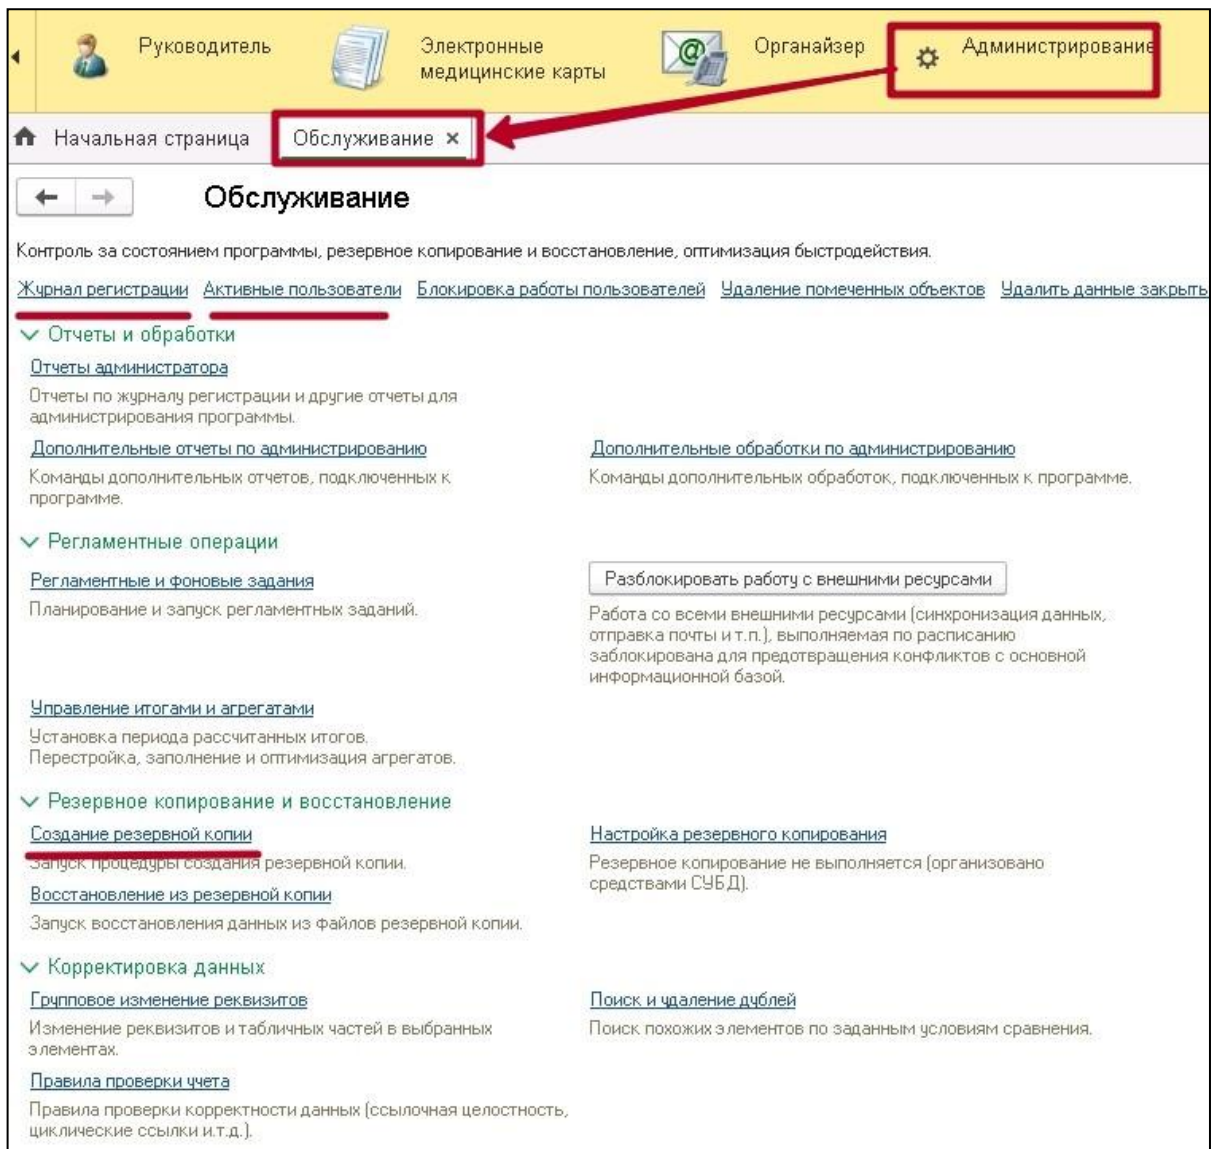 Руководитель
Электронные
медицинские карты
Органайзер
Администрирование
Начальная страница
Обслуживание ×
Обслуживание
Контроль за состоянием программы, резервное копирование и восстановление, оптимизация быстродействия.
Журнал регистрации Активные пользователи Блокировка работы пользователей Удаление помеченных объектов Удалить данные закрыть
Отчеты и обработки
Отчеты администратора
Отчеты по журналу регистрации и другие отчеты для
администрирования программы.
Дополнительные отчеты по администрированию
Команды дополнительных отчетов, подключенных к
программе.
Дополнительные обработки по администрированию
Команды дополнительных обработок, подключенных к программе.
Регламентные операции
Регламентные и фоновые задания
Планирование и запуск регламентных заданий.
Разблокировать работу с внешними ресурсами
Работа со всеми внешними ресурсами (синхронизация данных,
отправка почты и т.п.), выполняемая по расписанию
заблокирована для предотвращения конфликтов с основной
информационной базой.
Управление итогами и агрегатами
Установка периода рассчитанных итогов.
Перестройка, заполнение и оптимизация агрегатов.
Резервное копирование и восстановление
Создание резервной копии
Запуск процедуры создания резервной копии.
Настройка резервного копирования
Резервное копирование не выполняется (организовано
средствами СУБД).
Восстановление из резервной копии
Запуск восстановления данных из файлов резервной копии.
Корректировка данных
Групповое изменение реквизитов
Изменение реквизитов и табличных частей в выбранных
элементах.
Поиск и удаление дублей
Поиск похожих элементов по заданным условиям сравнения.
Правила проверки учета
Правила проверки корректности данных (ссылочная целостность,
циклические ссылки и.т.д.).